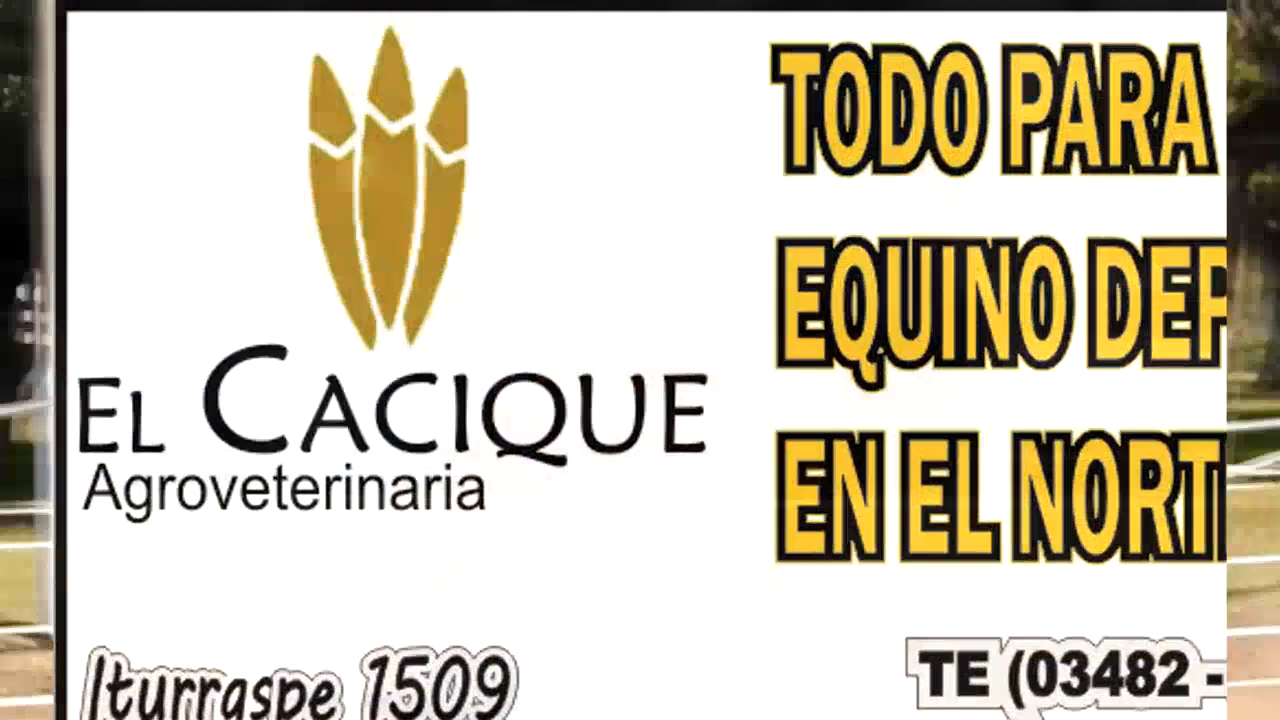 EL CACIQUE
Agroveterinaria
TODO PARA
EQUINO DEP
EN EL NORT
Iturraspe 1509
TE (03482 -